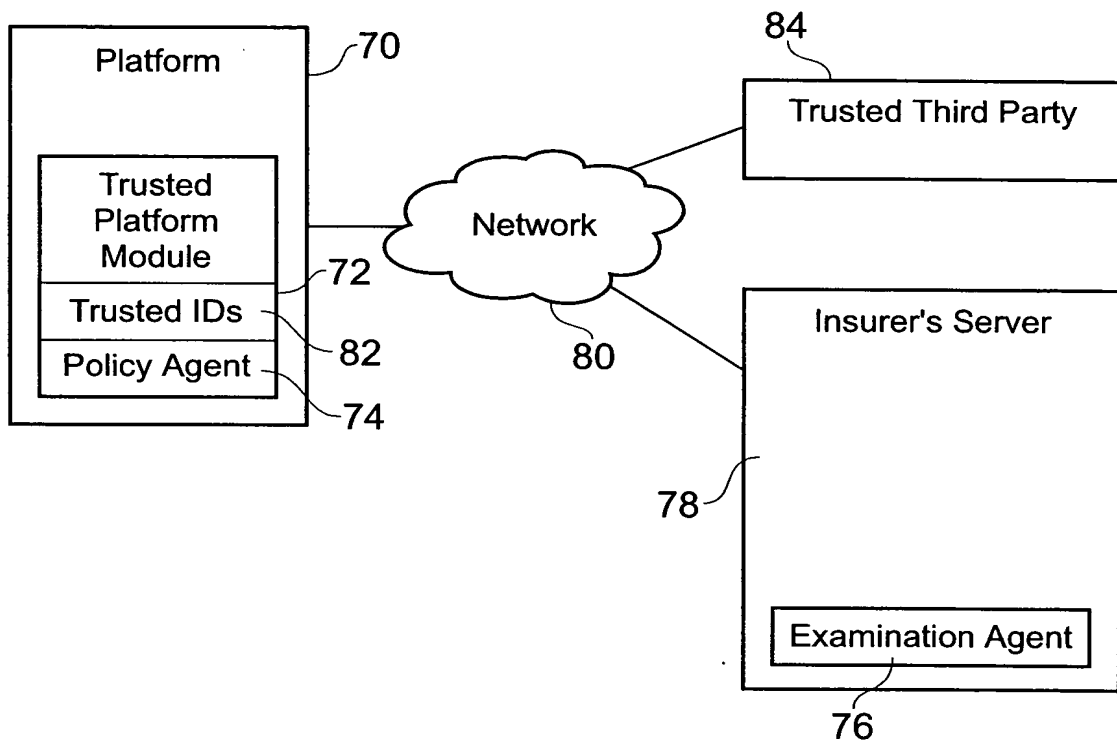 Platform
70
Trusted
Platform
Module
72
Trusted IDs
82
Policy Agent
74
Network
80
84
Trusted Third Party
Insurer's Server
78
Examination Agent
76